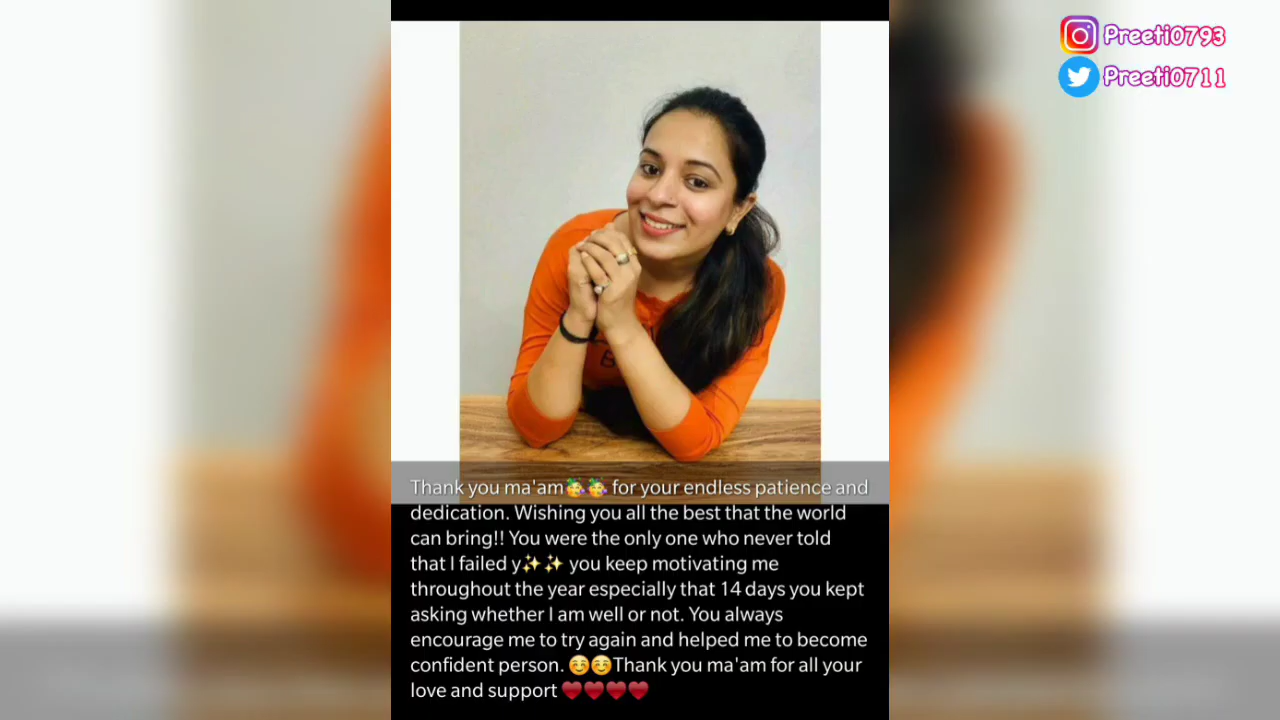 Preeti0793
Preeti0711
Thank you ma'am🥳🥳 for your endless patience and
dedication. Wishing you all the best that the world
can bring!! You were the only one who never told
that I failed y✨✨ you keep motivating me
throughout the year especially that 14 days you kept
asking whether I am well or not. You always
encourage me to try again and helped me to become
confident person. ☺️☺️Thank you ma'am for all your
love and support ♥️♥️♥️♥️